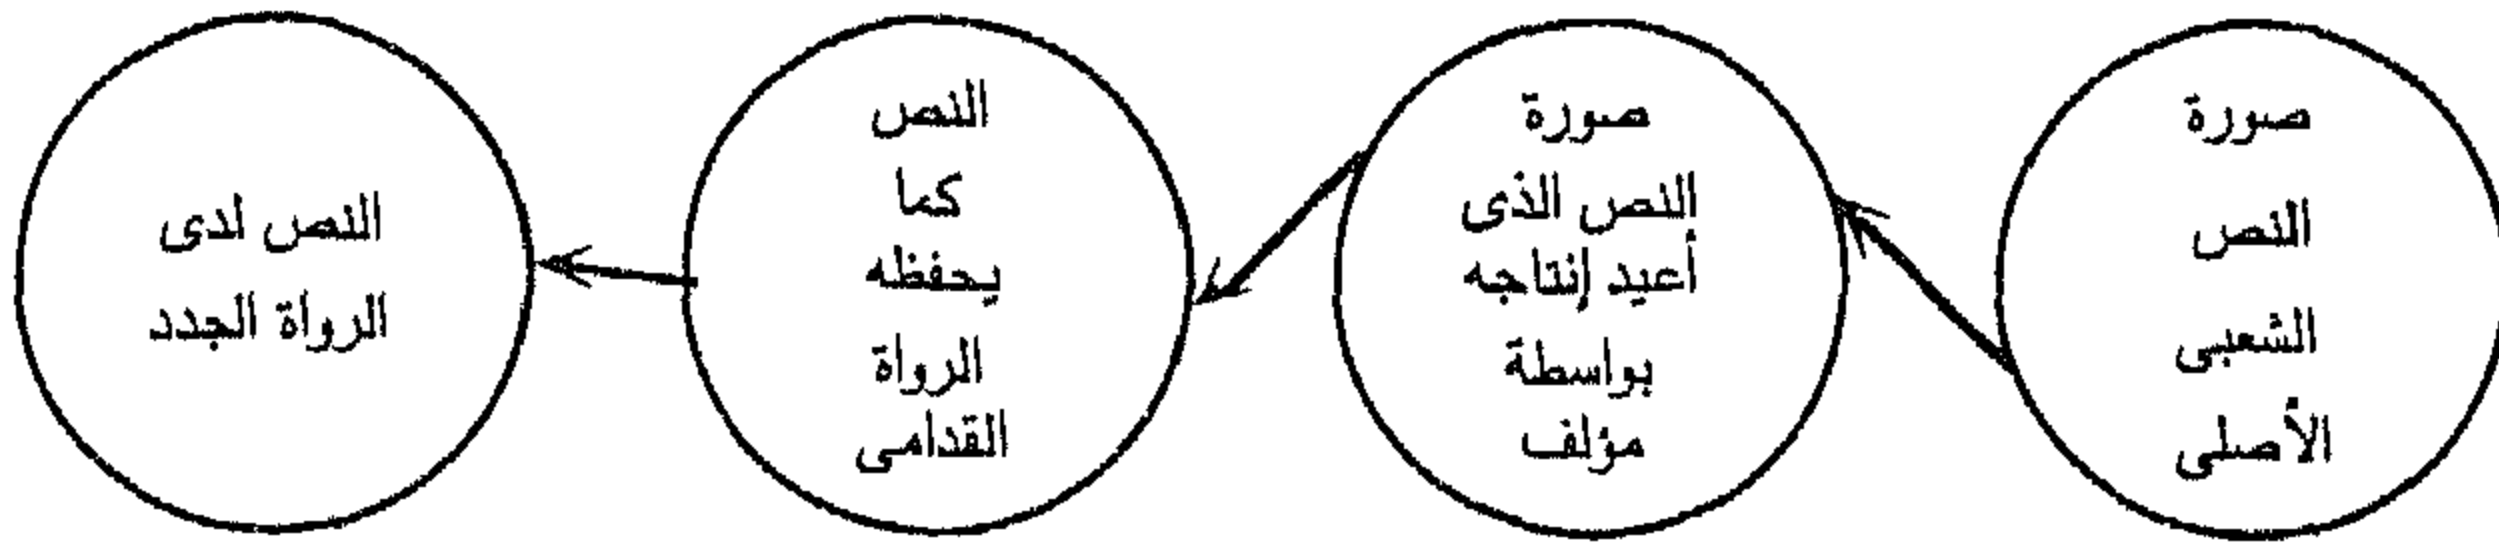 صورة
النص
الشعبى
الأصلى
صورة
النص الذى
أعيد إنتاجه
بواسطة
مؤلف
النص
كما
يحفظه
الرواة
القدامى
النص لدى
الرواة الجدد